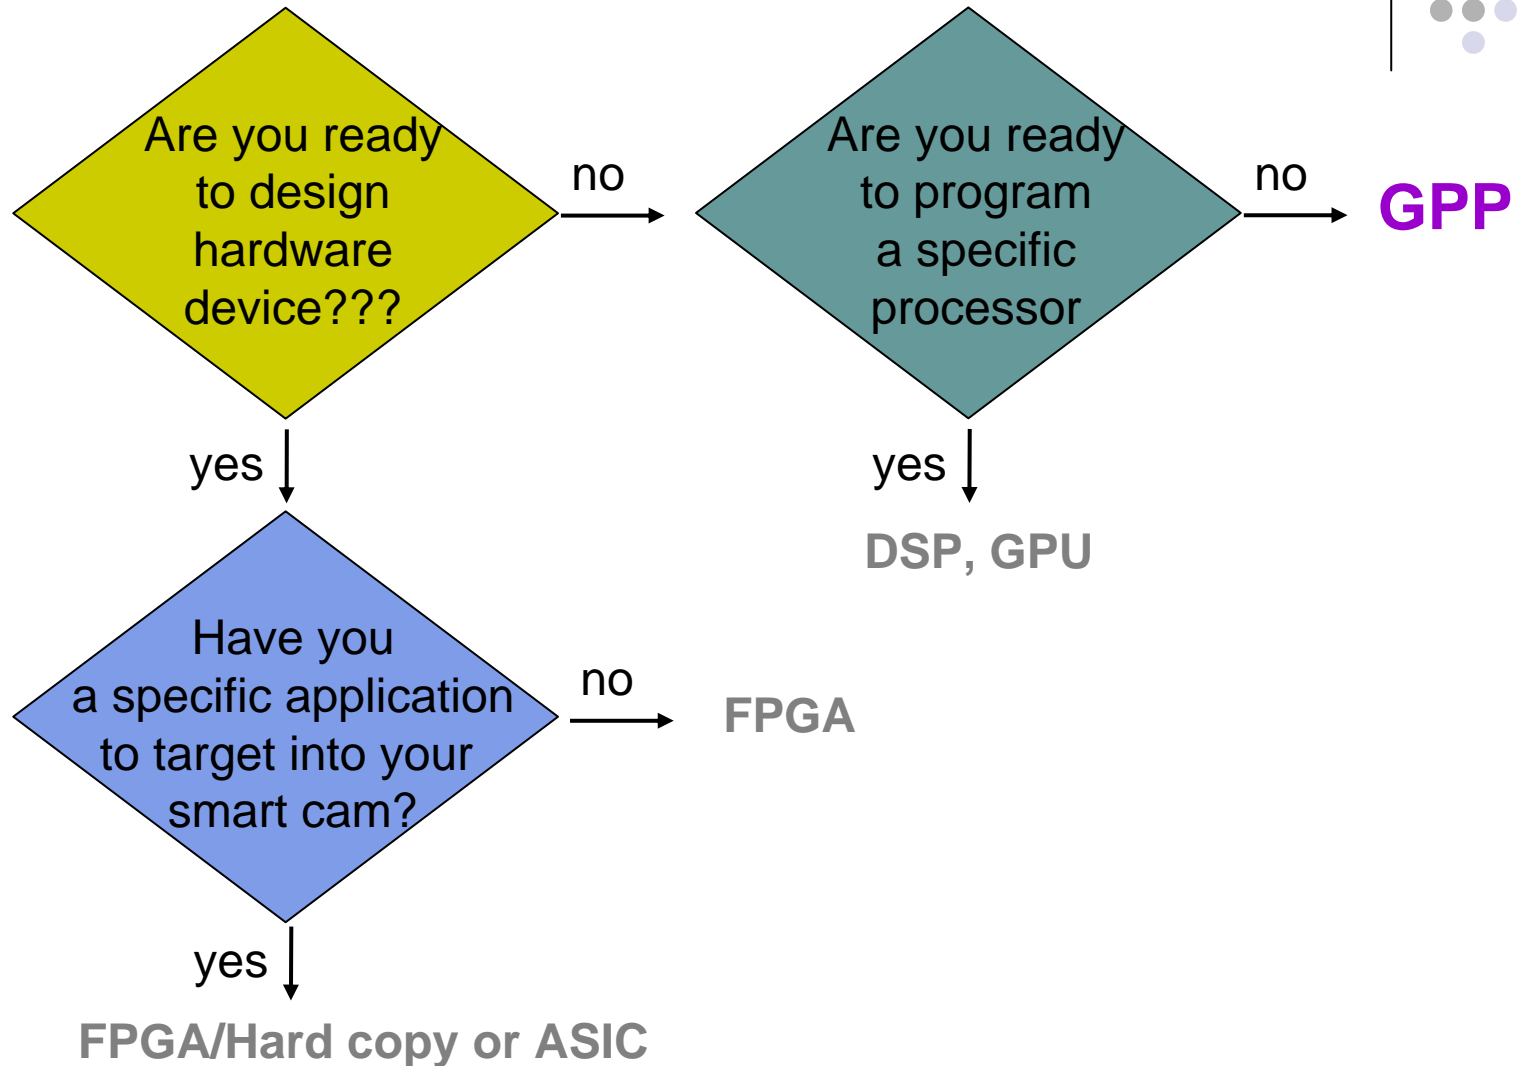 Are you ready
to design
hardware
device???
no
Are you ready
to program
a specific
processor
no
GPP
yes
yes
DSP, GPU
Have you
a specific application
to target into your
smart cam?
no
FPGA
yes
FPGA/Hard copy or ASIC